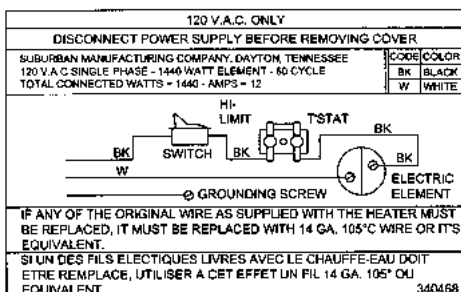 120 V.A.C. ONLY
DISCONNECT POWER SUPPLY BEFORE REMOVING COVER
SUBURBAN MANUFACTURING COMPANY, DAYTON, TENNESSEE
120 V.A.C SINGLE PHASE - 1440 WATT ELEMENT - 60 CYCLE
TOTAL CONNECTED WATTS = 1440 - AMPS = 12
CODE COLOR
BK BLACK
W WHITE
HI-
LIMIT
T'STAT
BK
BK
SWITCH
BK
BK
W
ELECTRIC
ELEMENT
GROUNDING SCREW
IF ANY OF THE ORIGINAL WIRE AS SUPPLIED WITH THE HEATER MUST
BE REPLACED, IT MUST BE REPLACED WITH 14 GA. 105°C WIRE OR IT'S
EQUIVALENT.
SI UN DES FILS ELECTIQUES LIVRES AVEC LE CHAUFFE-EAU DOIT
ETRE REMPLACE, UTILISER A CET EFFET UN FIL 14 GA. 105° OU
EQUIVALENT
340468